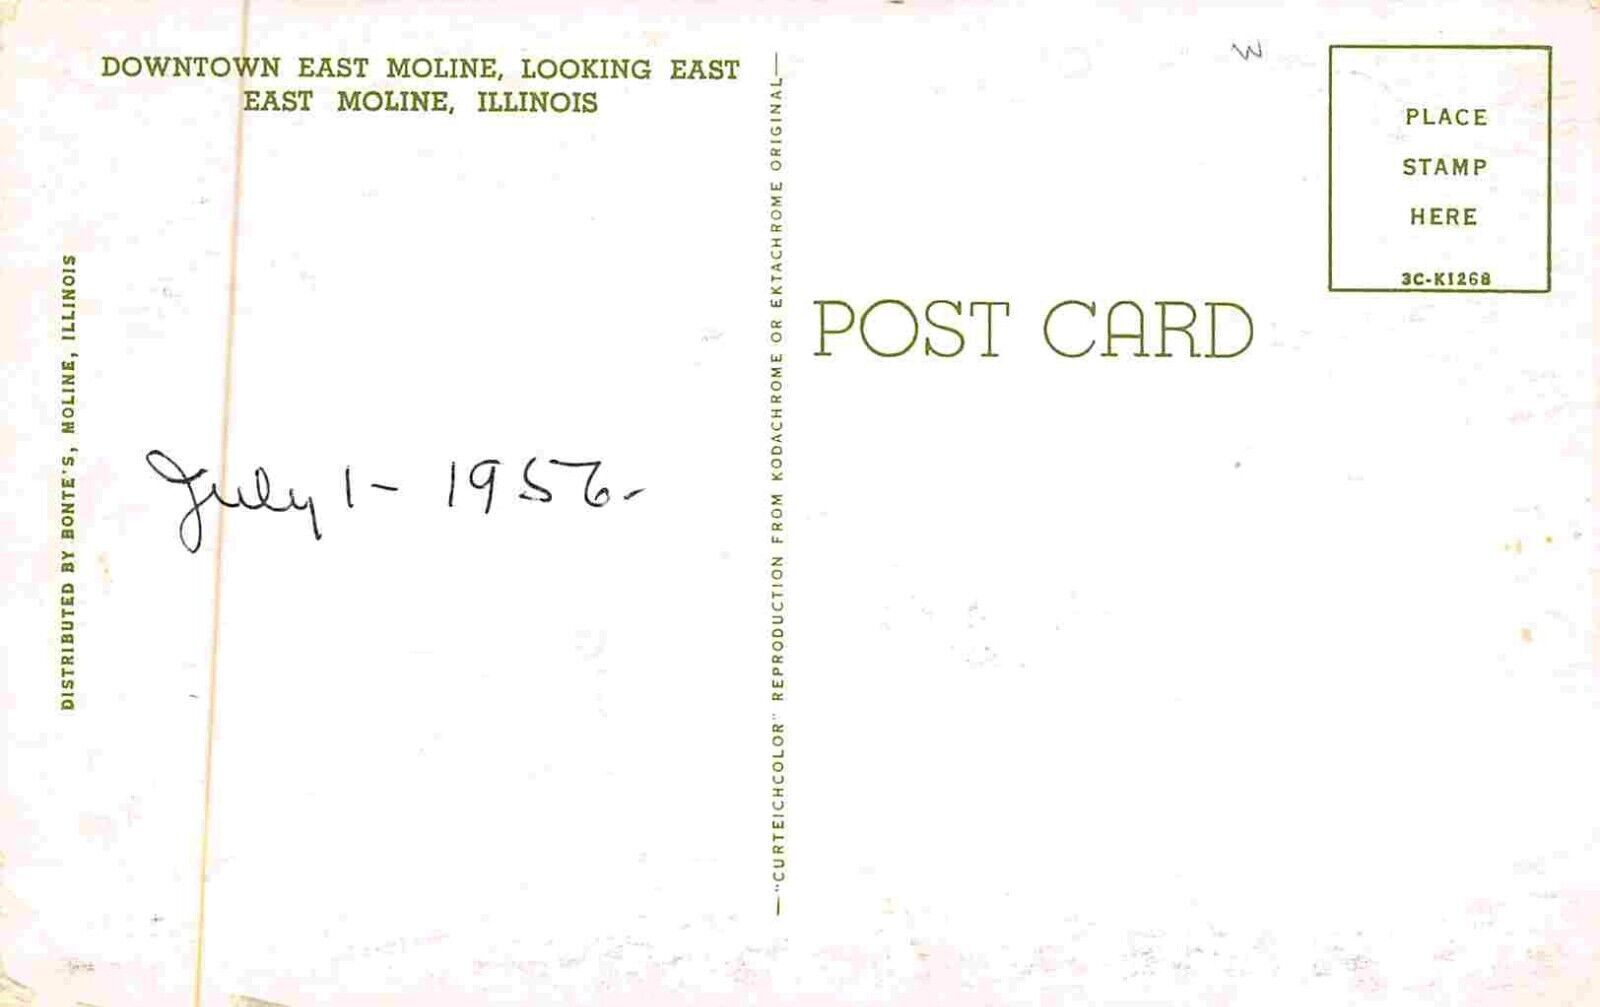 DOWNTOWN EAST MOLINE, LOOKING EAST
EAST MOLINE, ILLINOIS
DISTRIBUTED BY BONTE'S, MOLINE, ILLINOIS
July 1 - 1956.
—"CURTEICHCOLOR" REPRODUCTION FROM KODACHROME OR EKTACHROME ORIGINAL—
W
PLACE
STAMP
HERE
3C-K1268
POST CARD